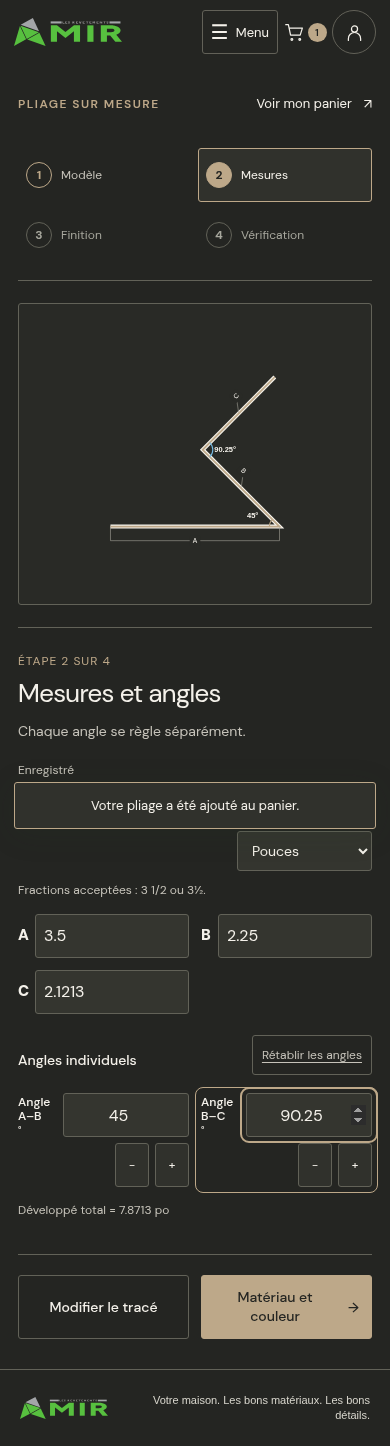 LES REVÊTEMENTS
MIR
☰ Menu
1
PLIAGE SUR MESURE
Voir mon panier
1 Modèle
2 Mesures
3 Finition
4 Vérification
C
90.25°
B
45°
A
ÉTAPE 2 SUR 4
Mesures et angles
Chaque angle se règle séparément.
Enregistré
Votre pliage a été ajouté au panier.
Pouces
Fractions acceptées : 3 1/2 ou 3½.
A 3.5
B 2.25
C 2.1213
Angles individuels
Rétablir les angles
Angle
A–B
°
45
- +
Angle
B–C
°
90.25
- +
Développé total = 7.8713 po
Modifier le tracé
Matériau et
couleur →
LES REVÊTEMENTS
MIR
Votre maison. Les bons matériaux. Les bons
détails.